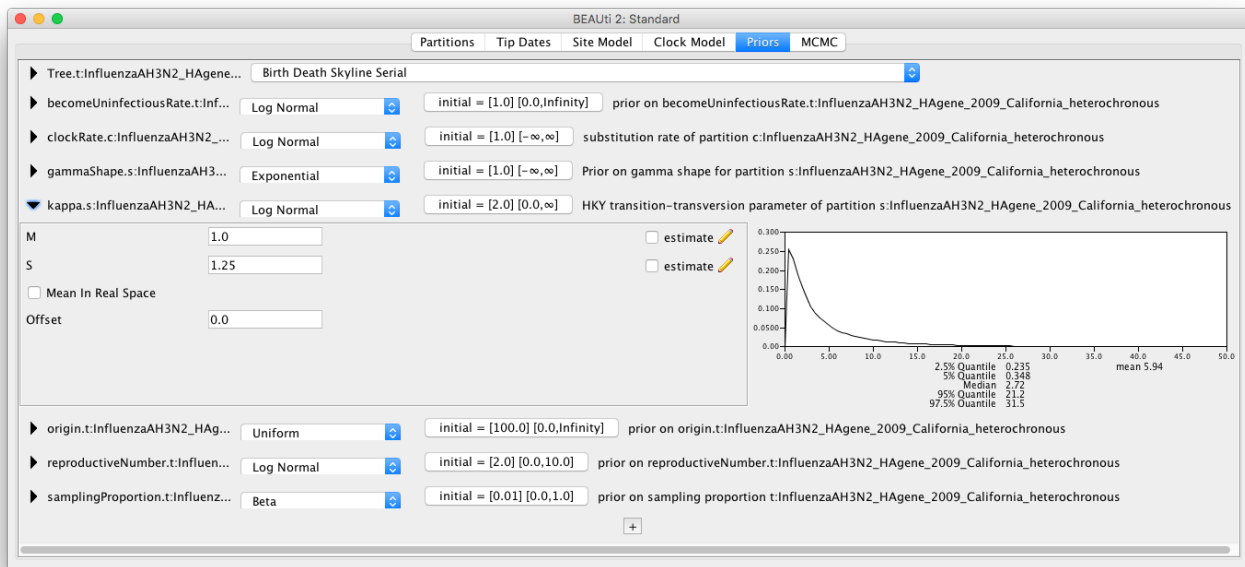 BEAUti 2: Standard
Partitions Tip Dates Site Model Clock Model Priors MCMC
Tree.t:InfluenzaAH3N2_HAgene... Birth Death Skyline Serial
becomeUninfectiousRate.t:Inf... Log Normal initial = [1.0] [0.0,Infinity] prior on becomeUninfectiousRate.t:InfluenzaAH3N2_HAgene_2009_California_heterochronous
clockRate.c:InfluenzaAH3N2_... Log Normal initial = [1.0] [-∞,∞] substitution rate of partition c:InfluenzaAH3N2_HAgene_2009_California_heterochronous
gammaShape.s:InfluenzaAH3... Exponential initial = [1.0] [-∞,∞] Prior on gamma shape for partition s:InfluenzaAH3N2_HAgene_2009_California_heterochronous
kappa.s:InfluenzaAH3N2_HA... Log Normal initial = [2.0] [0.0,∞] HKY transition-transversion parameter of partition s:InfluenzaAH3N2_HAgene_2009_California_heterochronous
M 1.0 estimate
S 1.25 estimate
Mean In Real Space
Offset 0.0
0.300
0.250
0.200
0.150
0.100
0.0500
0.00
0.00 5.00 10.0 15.0 20.0 25.0 30.0 35.0 40.0 45.0 50.0
2.5% Quantile 0.235 mean 5.94
5% Quantile 0.348
Median 2.72
95% Quantile 21.2
97.5% Quantile 31.5
origin.t:InfluenzaAH3N2_HAg... Uniform initial = [100.0] [0.0,Infinity] prior on origin.t:InfluenzaAH3N2_HAgene_2009_California_heterochronous
reproductiveNumber.t:Influen... Log Normal initial = [2.0] [0.0,10.0] prior on reproductiveNumber.t:InfluenzaAH3N2_HAgene_2009_California_heterochronous
samplingProportion.t:Influenz... Beta initial = [0.01] [0.0,1.0] prior on sampling proportion t:InfluenzaAH3N2_HAgene_2009_California_heterochronous
+